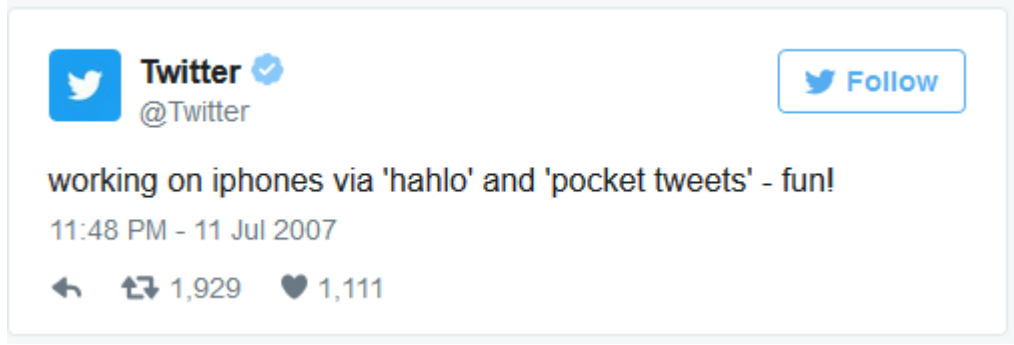 Twitter
@Twitter
Follow
working on iphones via 'hahlo' and 'pocket tweets' - fun!
11:48 PM - 11 Jul 2007
1,929 1,111